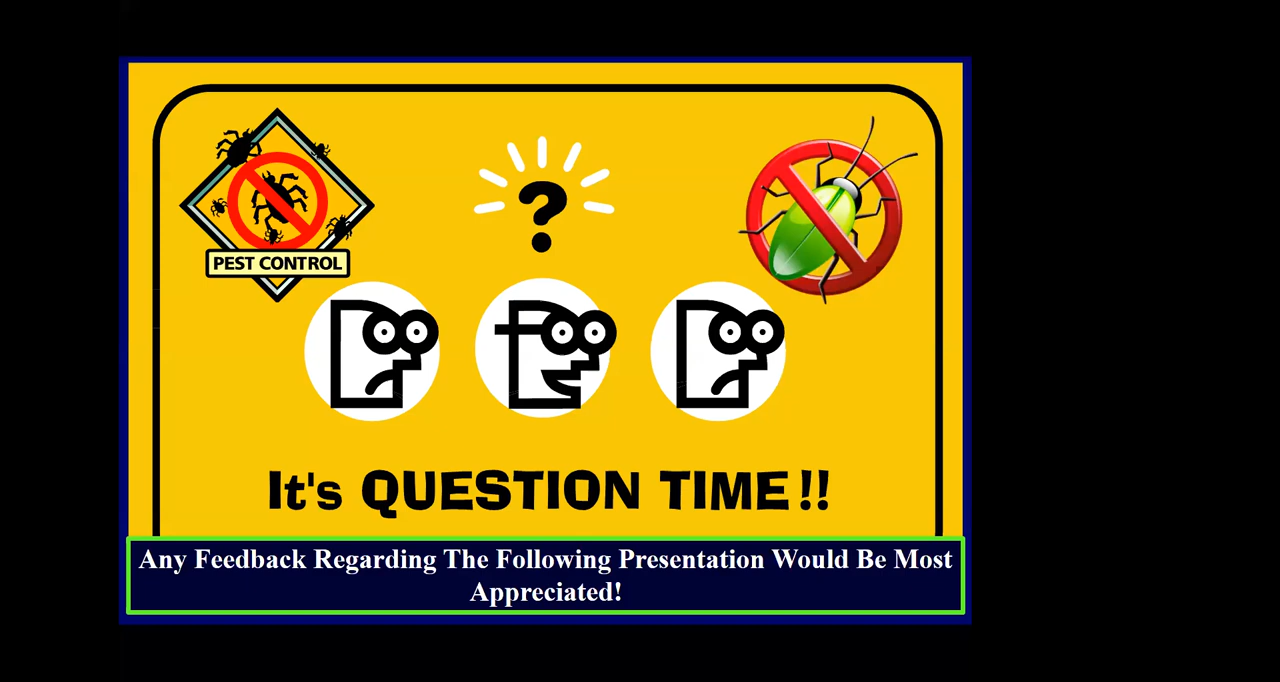 PEST CONTROL
?
It's QUESTION TIME!!
Any Feedback Regarding The Following Presentation Would Be Most
Appreciated!